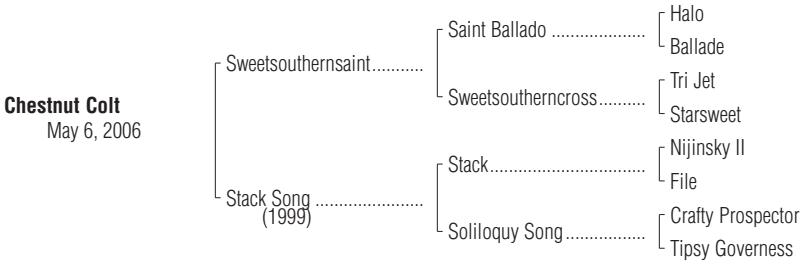 Halo
Saint Ballado ....................
Ballade
Sweetsouthernsaint...........
Tri Jet
Sweetsoutherncross..........
Starsweet
Chestnut Colt
May 6, 2006
Nijinsky II
Stack.................................
File
Stack Song .......................
(1999)
Crafty Prospector
Soliloquy Song.................
Tipsy Governess